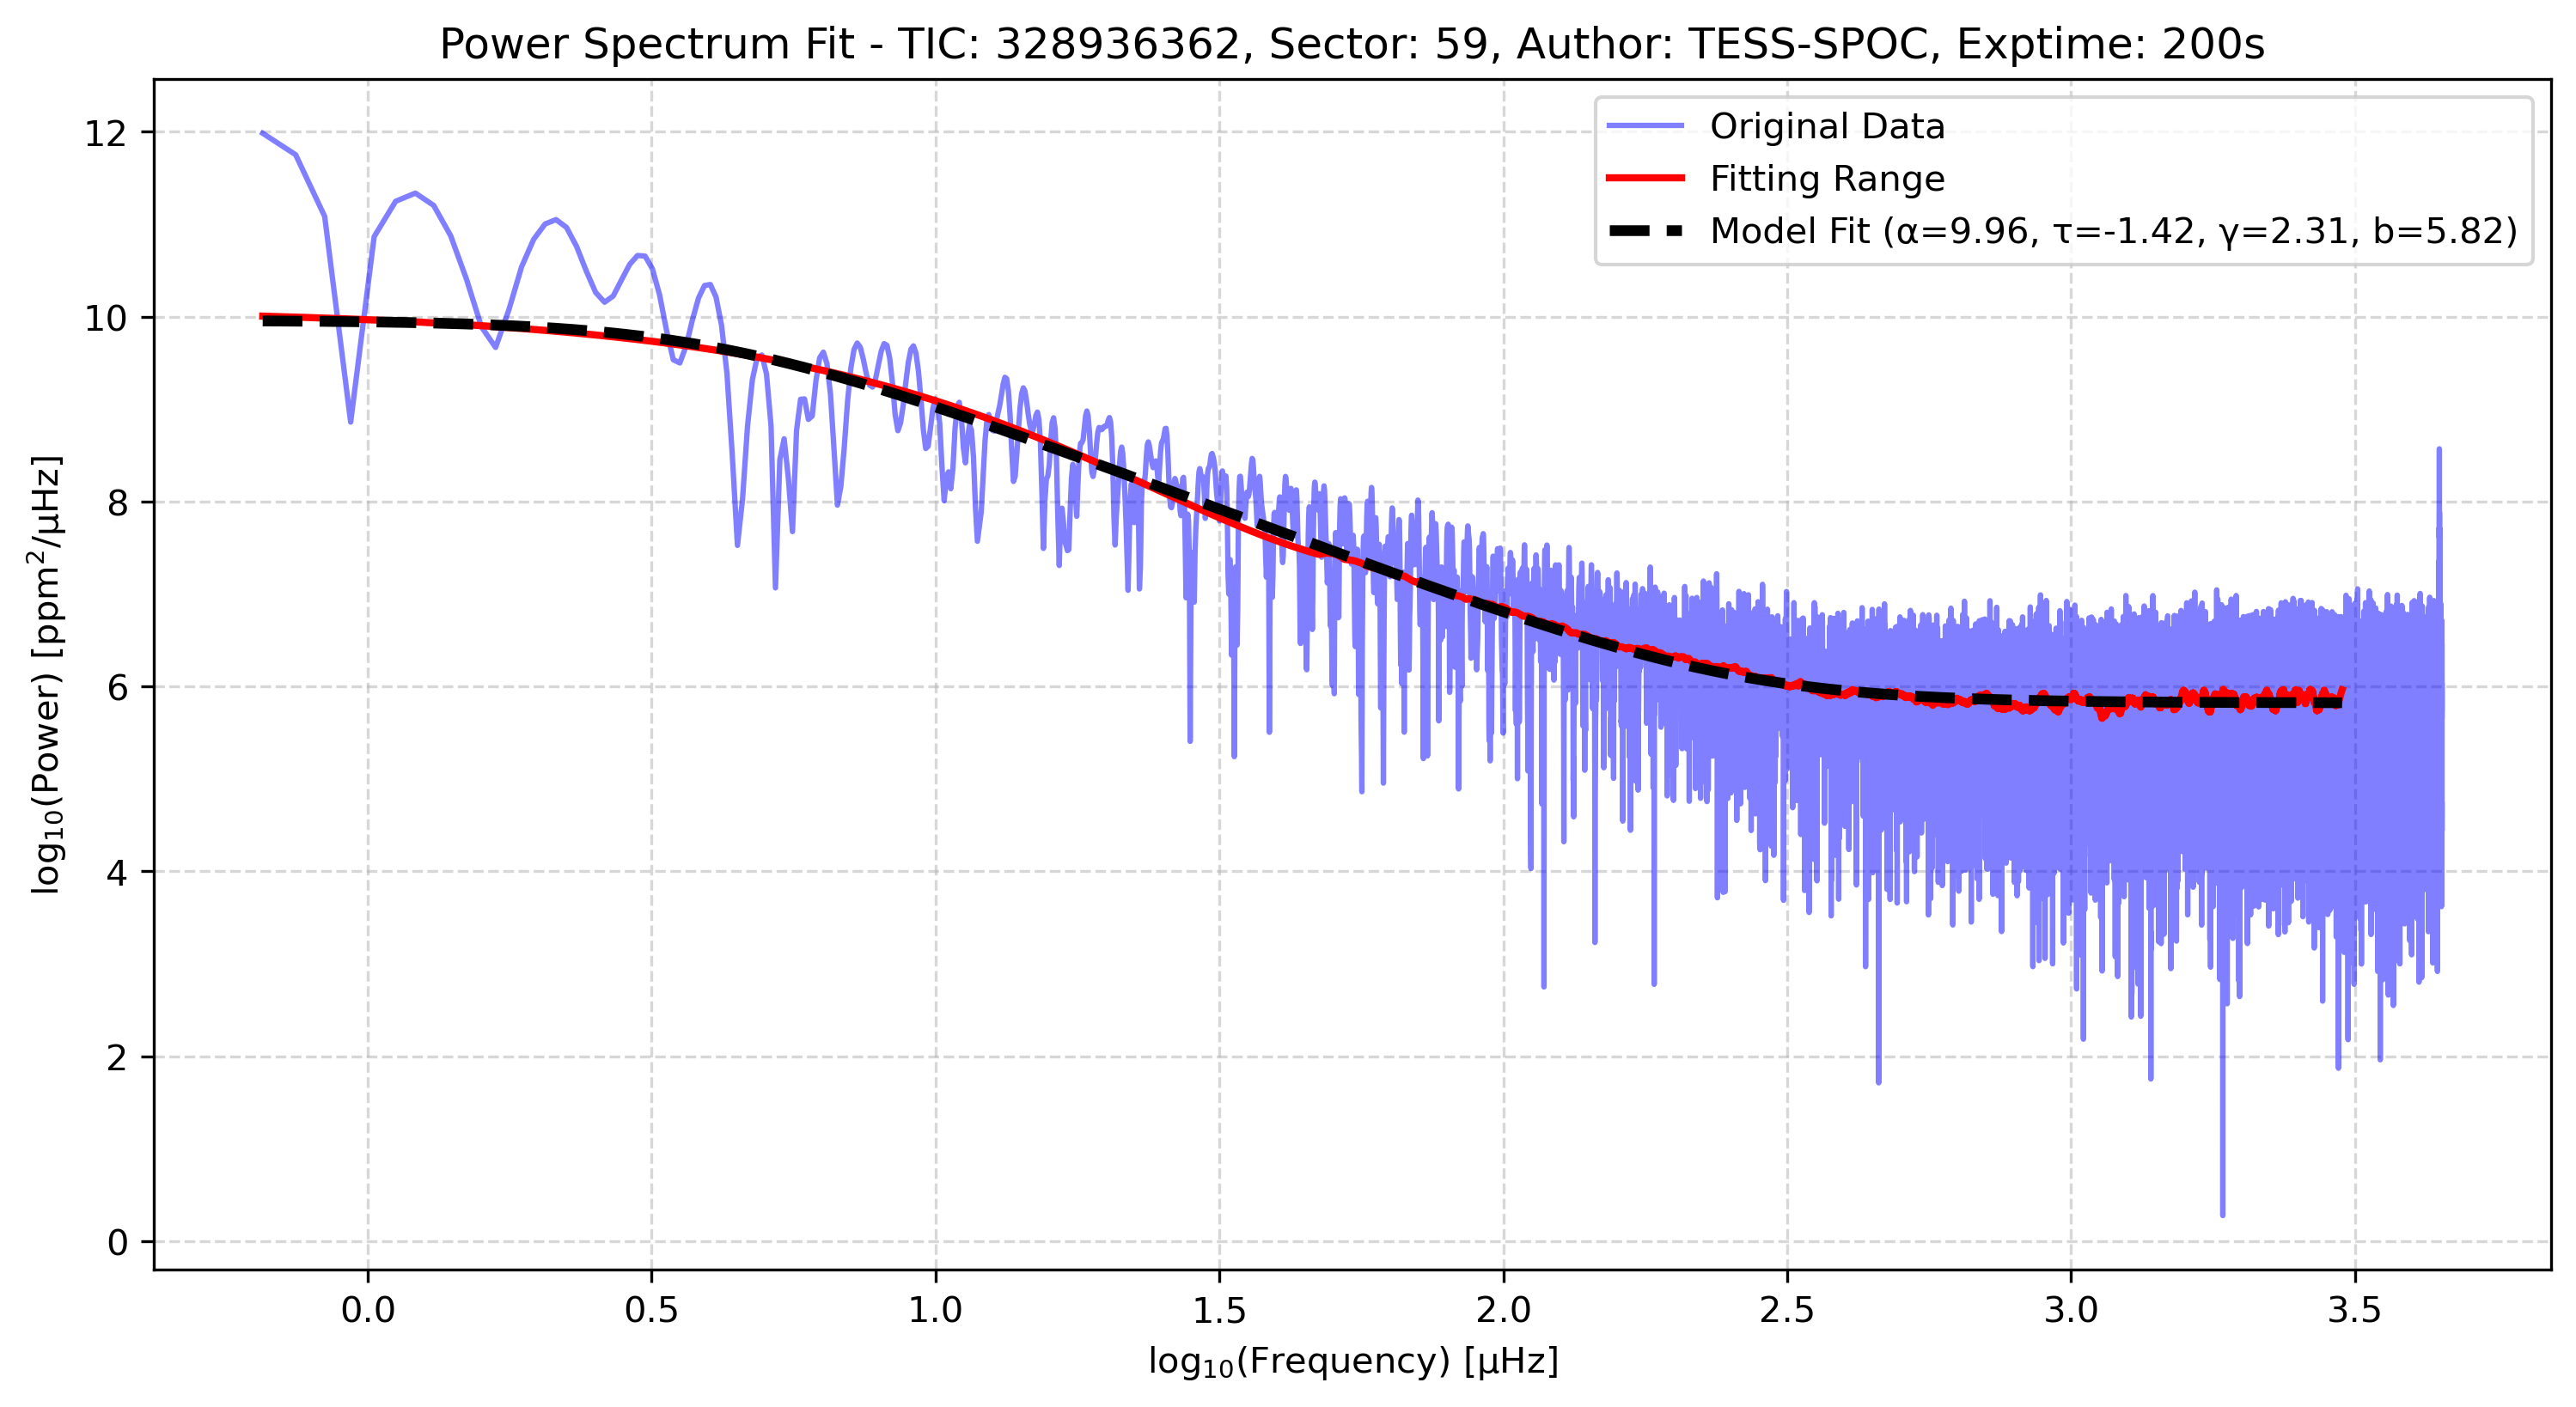 Power Spectrum Fit - TIC: 328936362, Sector: 59, Author: TESS-SPOC, Exptime: 200s
Original Data
Fitting Range
Model Fit (α=9.96, τ=-1.42, γ=2.31, b=5.82)
log₁₀(Power) [ppm²/μHz]
12
10
8
6
4
2
0
0.0 0.5 1.0 1.5 2.0 2.5 3.0 3.5
log₁₀(Frequency) [μHz]